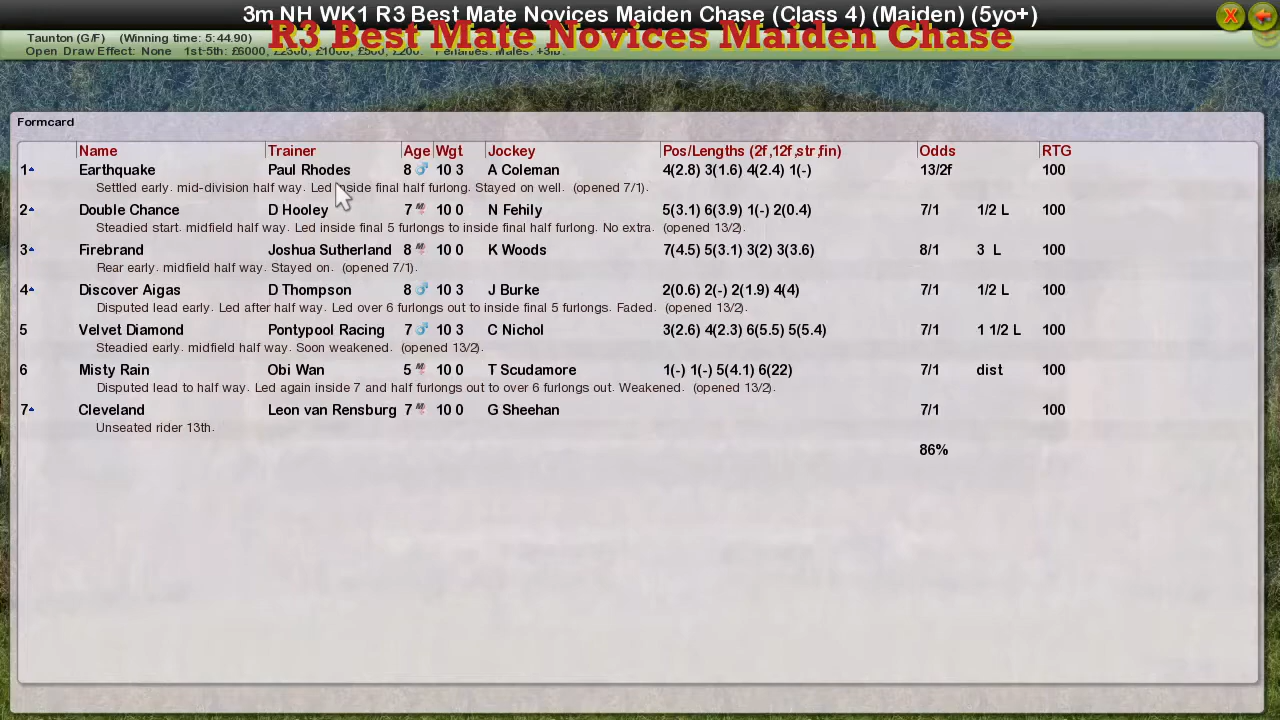 3m NH WK1 R3 Best Mate Novices Maiden Chase (Class 4) (Maiden) (5yo+)
R3 Best Mate Novices Maiden Chase
Taunton (G/F) (Winning time: 5:44.90)
Open Draw Effect: None 1st-5th: £6000, £2300, £1000, £500, £200. Penalties: Males: +3lb.
Formcard
Name Trainer Age Wgt Jockey Pos/Lengths (2f,12f,str,fin) Odds RTG
1 Earthquake Paul Rhodes 8 10 3 A Coleman 4(2.8) 3(1.6) 4(2.4) 1(-) 13/2f 100
Settled early. mid-division half way. Led inside final half furlong. Stayed on well. (opened 7/1).
2 Double Chance D Hooley 7 10 0 N Fehily 5(3.1) 6(3.9) 1(-) 2(0.4) 7/1 1/2 L 100
Steadied start. midfield half way. Led inside final 5 furlongs to inside final half furlong. No extra. (opened 13/2).
3 Firebrand Joshua Sutherland 8 10 0 K Woods 7(4.5) 5(3.1) 3(2) 3(3.6) 8/1 3 L 100
Rear early. midfield half way. Stayed on. (opened 7/1).
4 Discover Aigas D Thompson 8 10 3 J Burke 2(0.6) 2(-) 2(1.9) 4(4) 7/1 1/2 L 100
Disputed lead early. Led after half way. Led over 6 furlongs out to inside final 5 furlongs. Faded. (opened 13/2).
5 Velvet Diamond Pontypool Racing 7 10 3 C Nichol 3(2.6) 4(2.3) 6(5.5) 5(5.4) 7/1 1 1/2 L 100
Steadied early. midfield half way. Soon weakened. (opened 13/2).
6 Misty Rain Obi Wan 5 10 0 T Scudamore 1(-) 1(-) 5(4.1) 6(22) 7/1 dist 100
Disputed lead to half way. Led again inside 7 and half furlongs out to over 6 furlongs out. Weakened. (opened 13/2).
7 Cleveland Leon van Rensburg 7 10 0 G Sheehan 7/1 100
Unseated rider 13th.
86%